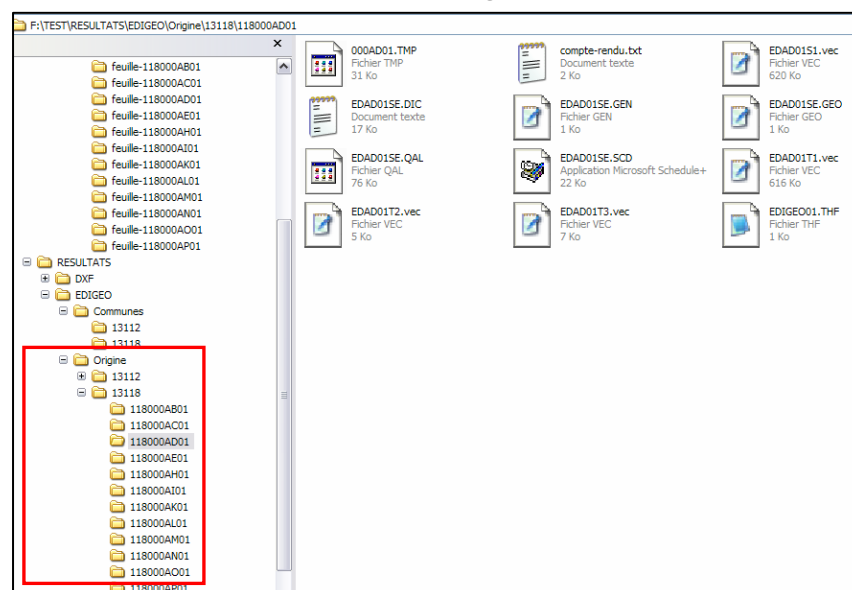 F:\TEST\RESULTATS\EDIGEO\Origine\13118\118000AD01
feuille-118000AB01
feuille-118000AC01
feuille-118000AD01
feuille-118000AE01
feuille-118000AH01
feuille-118000AI01
feuille-118000AK01
feuille-118000AL01
feuille-118000AM01
feuille-118000AN01
feuille-118000AO01
feuille-118000AP01
RESULTATS
DXF
EDIGEO
Communes
13112
13118
Origine
13112
13118
118000AB01
118000AC01
118000AD01
118000AE01
118000AH01
118000AI01
118000AK01
118000AL01
118000AM01
118000AN01
118000AO01
118000AP01
000AD01.TMP
Fichier TMP
31 Ko
compte-rendu.txt
Document texte
2 Ko
EDAD01S1.vec
Fichier VEC
620 Ko
EDAD01SE.DIC
Document texte
17 Ko
EDAD01SE.GEN
Fichier GEN
1 Ko
EDAD01SE.GEO
Fichier GEO
1 Ko
EDAD01SE.QAL
Fichier QAL
76 Ko
EDAD01SE.SCD
Application Microsoft Schedule+
22 Ko
EDAD01T1.vec
Fichier VEC
616 Ko
EDAD01T2.vec
Fichier VEC
5 Ko
EDAD01T3.vec
Fichier VEC
7 Ko
EDIGEO01.THF
Fichier THF
1 Ko